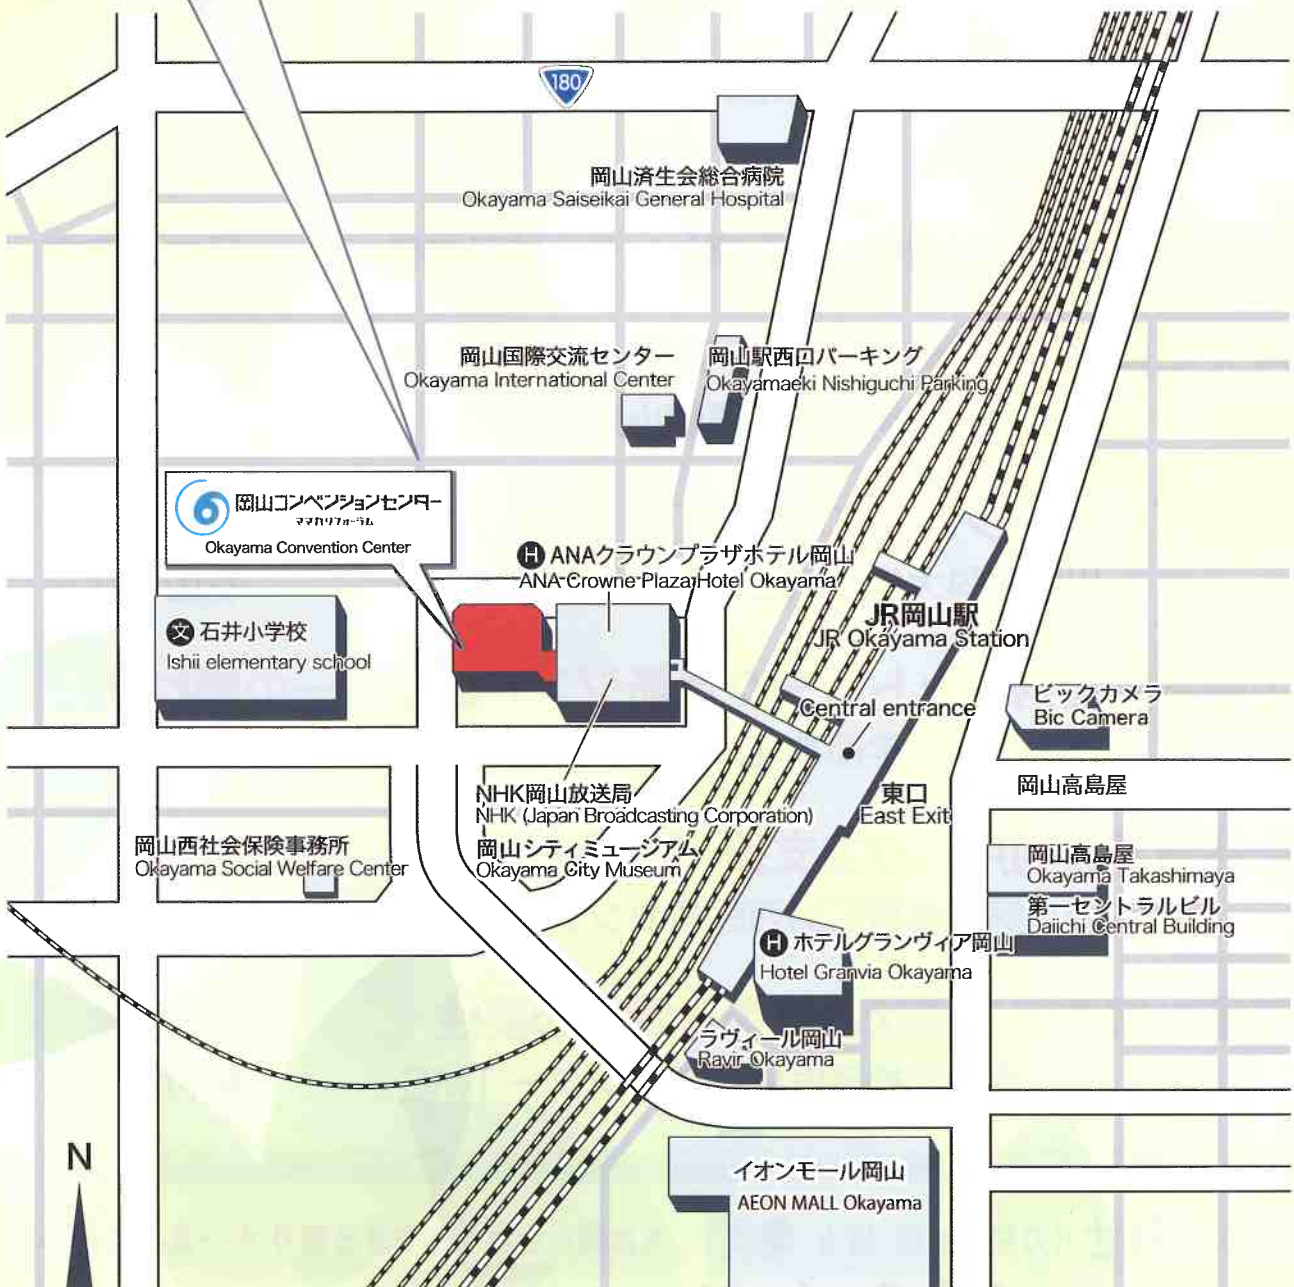 180
岡山済生会総合病院
Okayama Saiseikai General Hospital
岡山国際交流センター
Okayama International Center
岡山駅西口パーキング
Okayamaeki Nishiguchi Parking
岡山コンベンションセンター
ママカリフォーラム
Okayama Convention Center
H ANAクラウンプラザホテル岡山
ANA Crowne Plaza Hotel Okayama
文 石井小学校
Ishii elementary school
JR岡山駅
JR Okayama Station
Central entrance
ビックカメラ
Bic Camera
岡山高島屋
東口
East Exit
NHK岡山放送局
NHK (Japan Broadcasting Corporation)
岡山シティミュージアム
Okayama City Museum
岡山西社会保険事務所
Okayama Social Welfare Center
岡山高島屋
Okayama Takashimaya
第一セントラルビル
Daiichi Central Building
H ホテルグランヴィア岡山
Hotel Granvia Okayama
ラヴィール岡山
Ravir Okayama
N
イオンモール岡山
AEON MALL Okayama